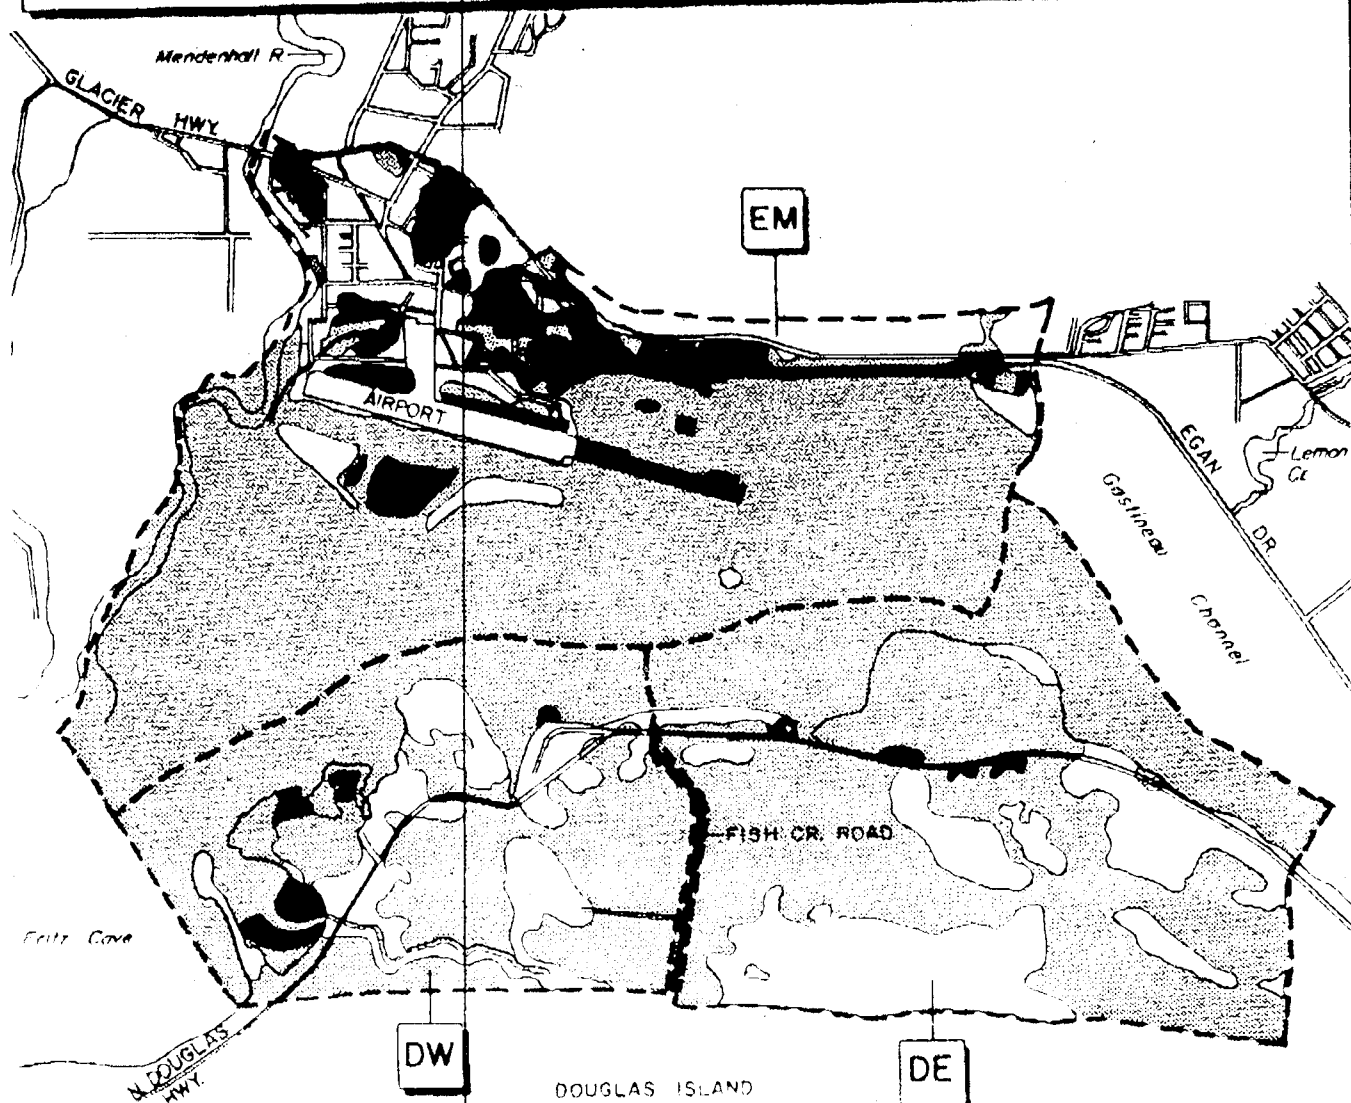 Mendenhall R.
GLACIER HWY.
EM
AIRPORT
EGAN DR.
Lemon Cr.
Gastineau Channel
FISH CR. ROAD
Fritz Cove
N. DOUGLAS HWY.
DW
DE
DOUGLAS ISLAND